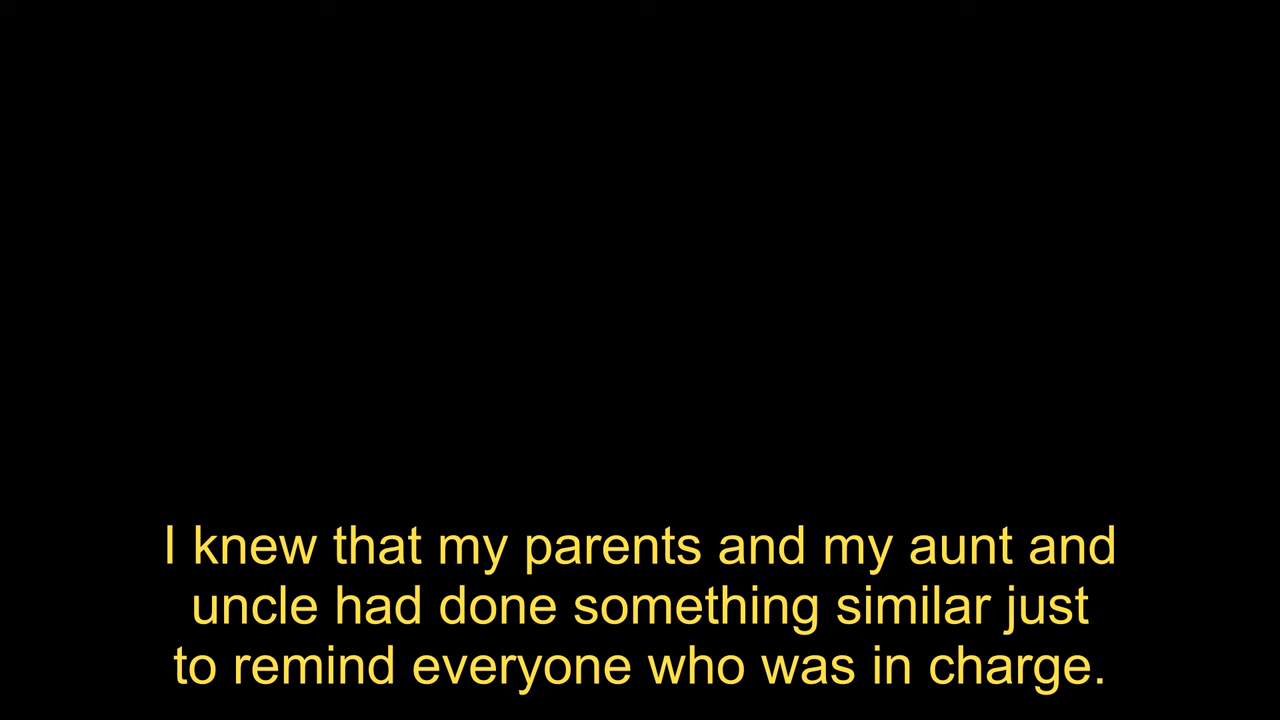 I knew that my parents and my aunt and
uncle had done something similar just
to remind everyone who was in charge.